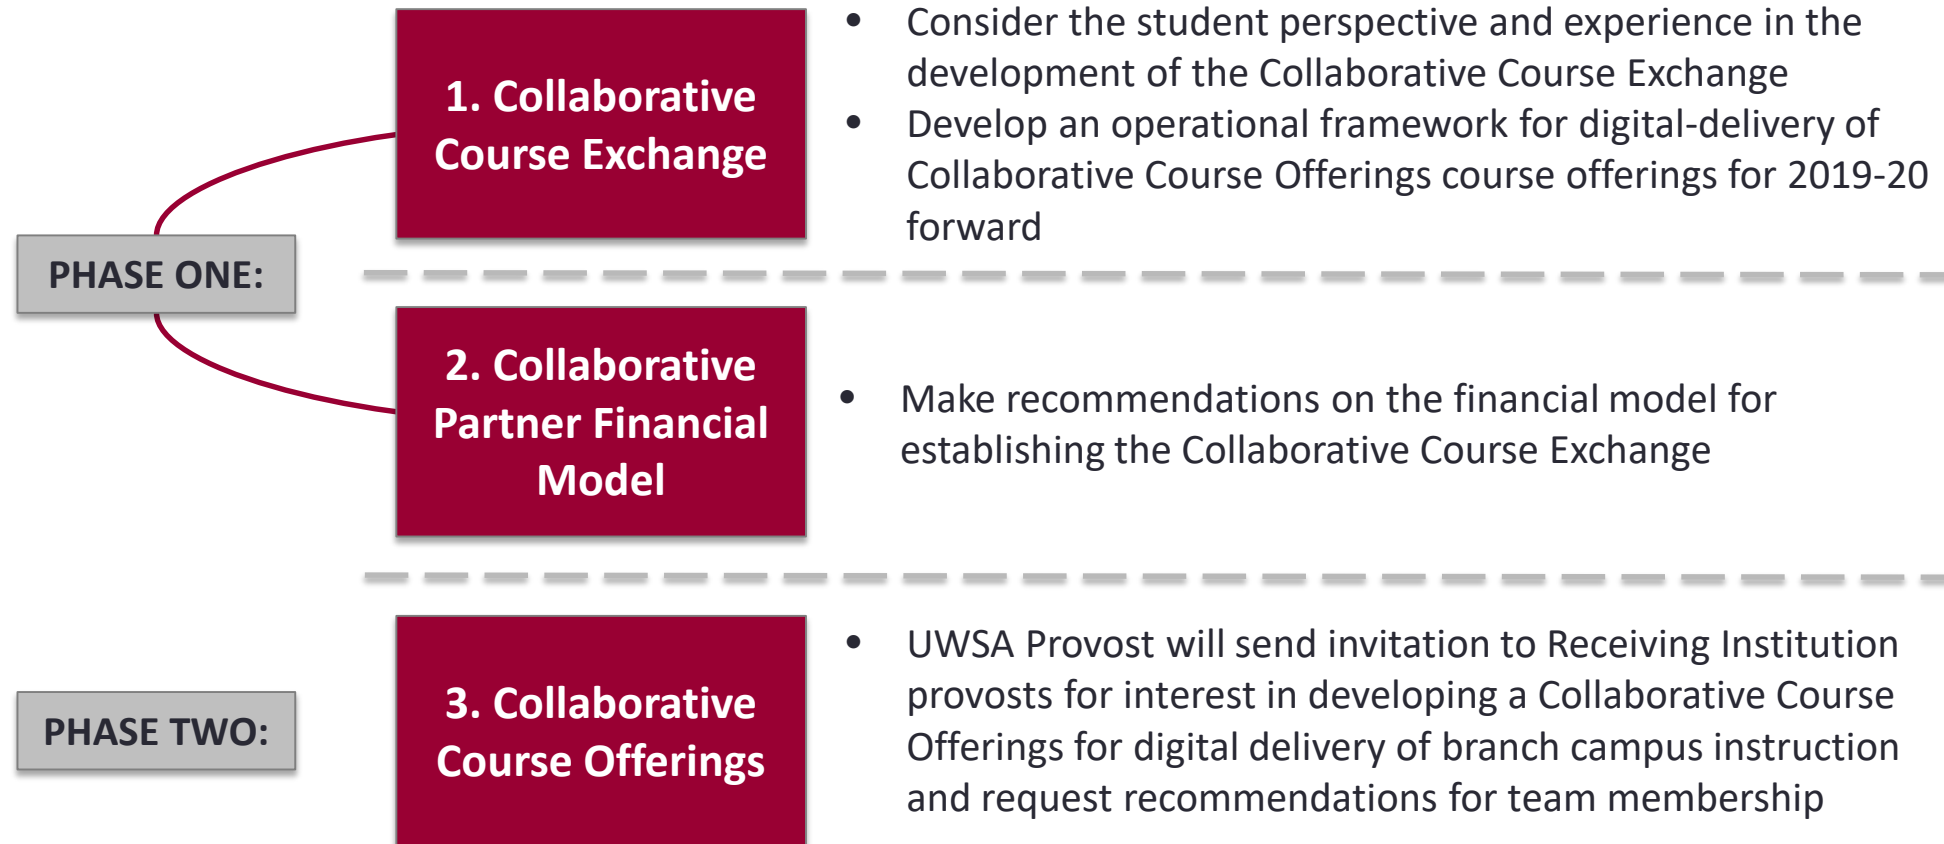 PHASE ONE:
1. Collaborative
Course Exchange
• Consider the student perspective and experience in the
development of the Collaborative Course Exchange
• Develop an operational framework for digital-delivery of
Collaborative Course Offerings course offerings for 2019-20
forward
2. Collaborative
Partner Financial
Model
• Make recommendations on the financial model for
establishing the Collaborative Course Exchange
PHASE TWO:
3. Collaborative
Course Offerings
• UWSA Provost will send invitation to Receiving Institution
provosts for interest in developing a Collaborative Course
Offerings for digital delivery of branch campus instruction
and request recommendations for team membership